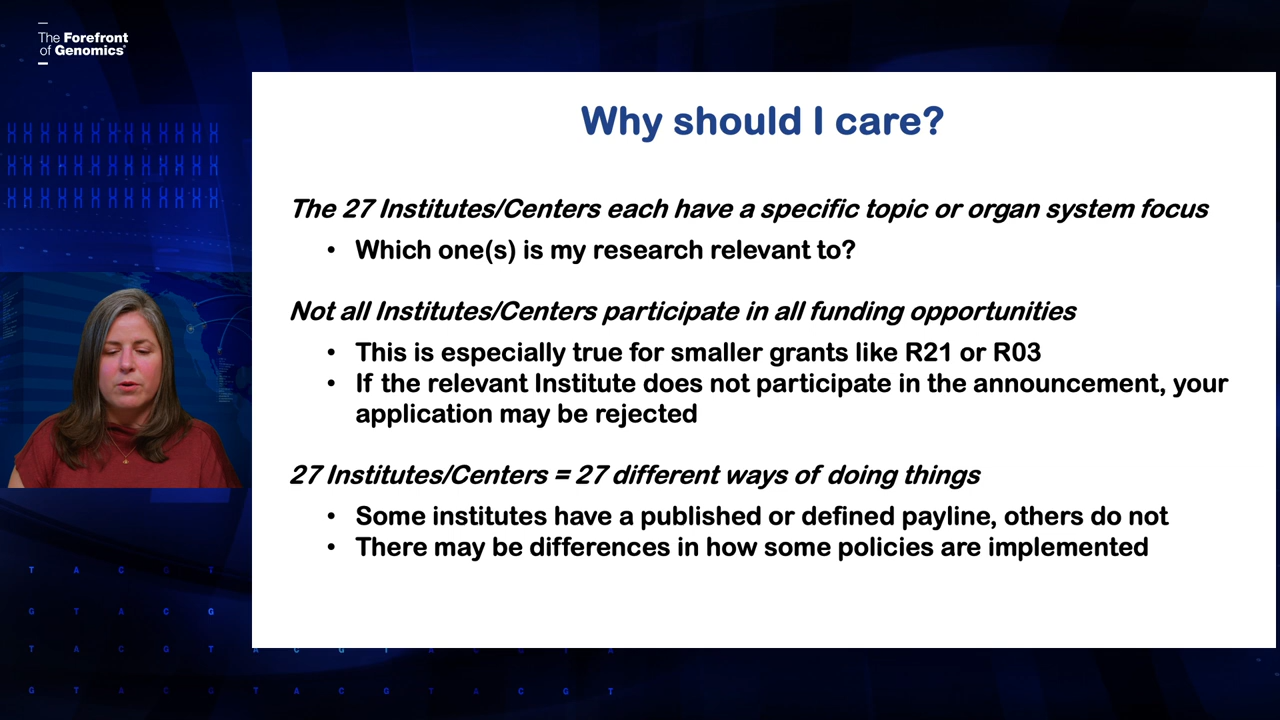 The Forefront
of Genomics®
Why should I care?
The 27 Institutes/Centers each have a specific topic or organ system focus
• Which one(s) is my research relevant to?
Not all Institutes/Centers participate in all funding opportunities
• This is especially true for smaller grants like R21 or R03
• If the relevant Institute does not participate in the announcement, your
application may be rejected
27 Institutes/Centers = 27 different ways of doing things
• Some institutes have a published or defined payline, others do not
• There may be differences in how some policies are implemented
T A C G T
G T A C G
T A C G T A C G T A C G T A
G T A C G T A C G T A C G T